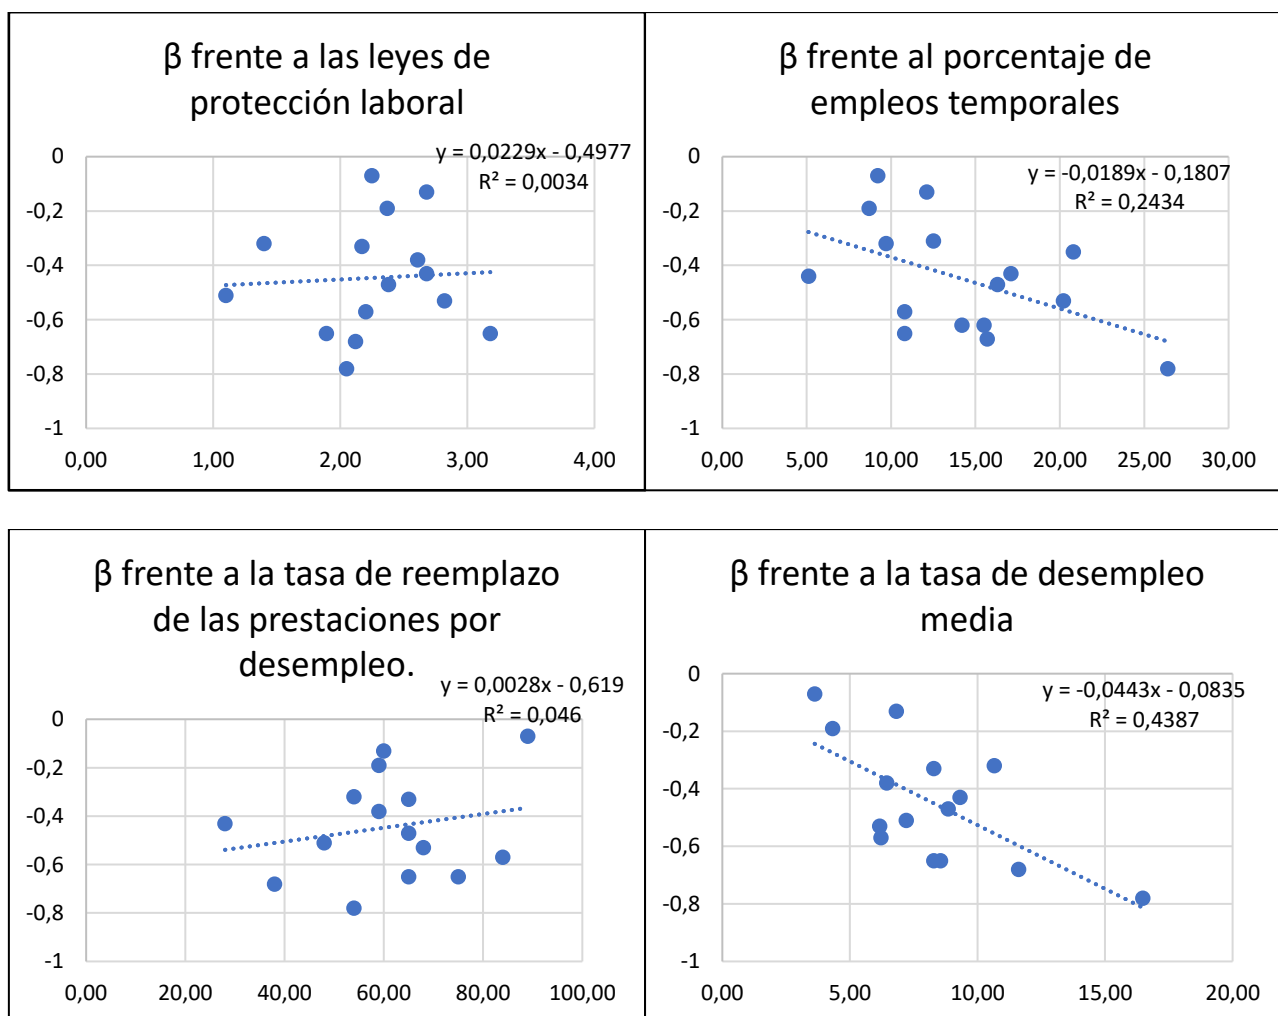 β frente a las leyes de
protección laboral
y = 0,0229x - 0,4977
R² = 0,0034
0
-0,2
-0,4
-0,6
-0,8
-1
0,00 1,00 2,00 3,00 4,00
β frente al porcentaje de
empleos temporales
y = -0,0189x - 0,1807
R² = 0,2434
0
-0,2
-0,4
-0,6
-0,8
-1
0,00 5,00 10,00 15,00 20,00 25,00 30,00
β frente a la tasa de reemplazo
de las prestaciones por
desempleo.
y = 0,0028x - 0,619
R² = 0,046
0
-0,2
-0,4
-0,6
-0,8
-1
0,00 20,00 40,00 60,00 80,00 100,00
β frente a la tasa de desempleo
media
y = -0,0443x - 0,0835
R² = 0,4387
0
-0,2
-0,4
-0,6
-0,8
-1
0,00 5,00 10,00 15,00 20,00